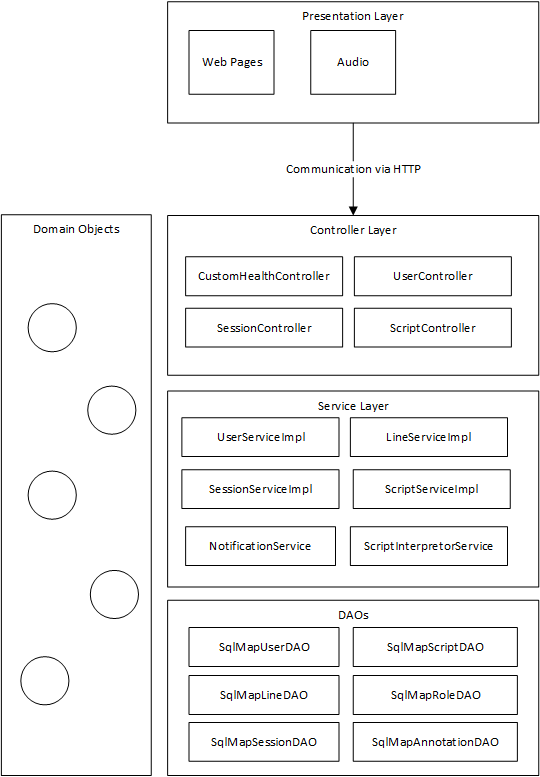 Presentation Layer
Web Pages
Audio
Communication via HTTP
Domain Objects
Controller Layer
CustomHealthController
UserController
SessionController
ScriptController
Service Layer
UserServiceImpl
LineServiceImpl
SessionServiceImpl
ScriptServiceImpl
NotificationService
ScriptInterpretorService
DAOs
SqlMapUserDAO
SqlMapScriptDAO
SqlMapLineDAO
SqlMapRoleDAO
SqlMapSessionDAO
SqlMapAnnotationDAO